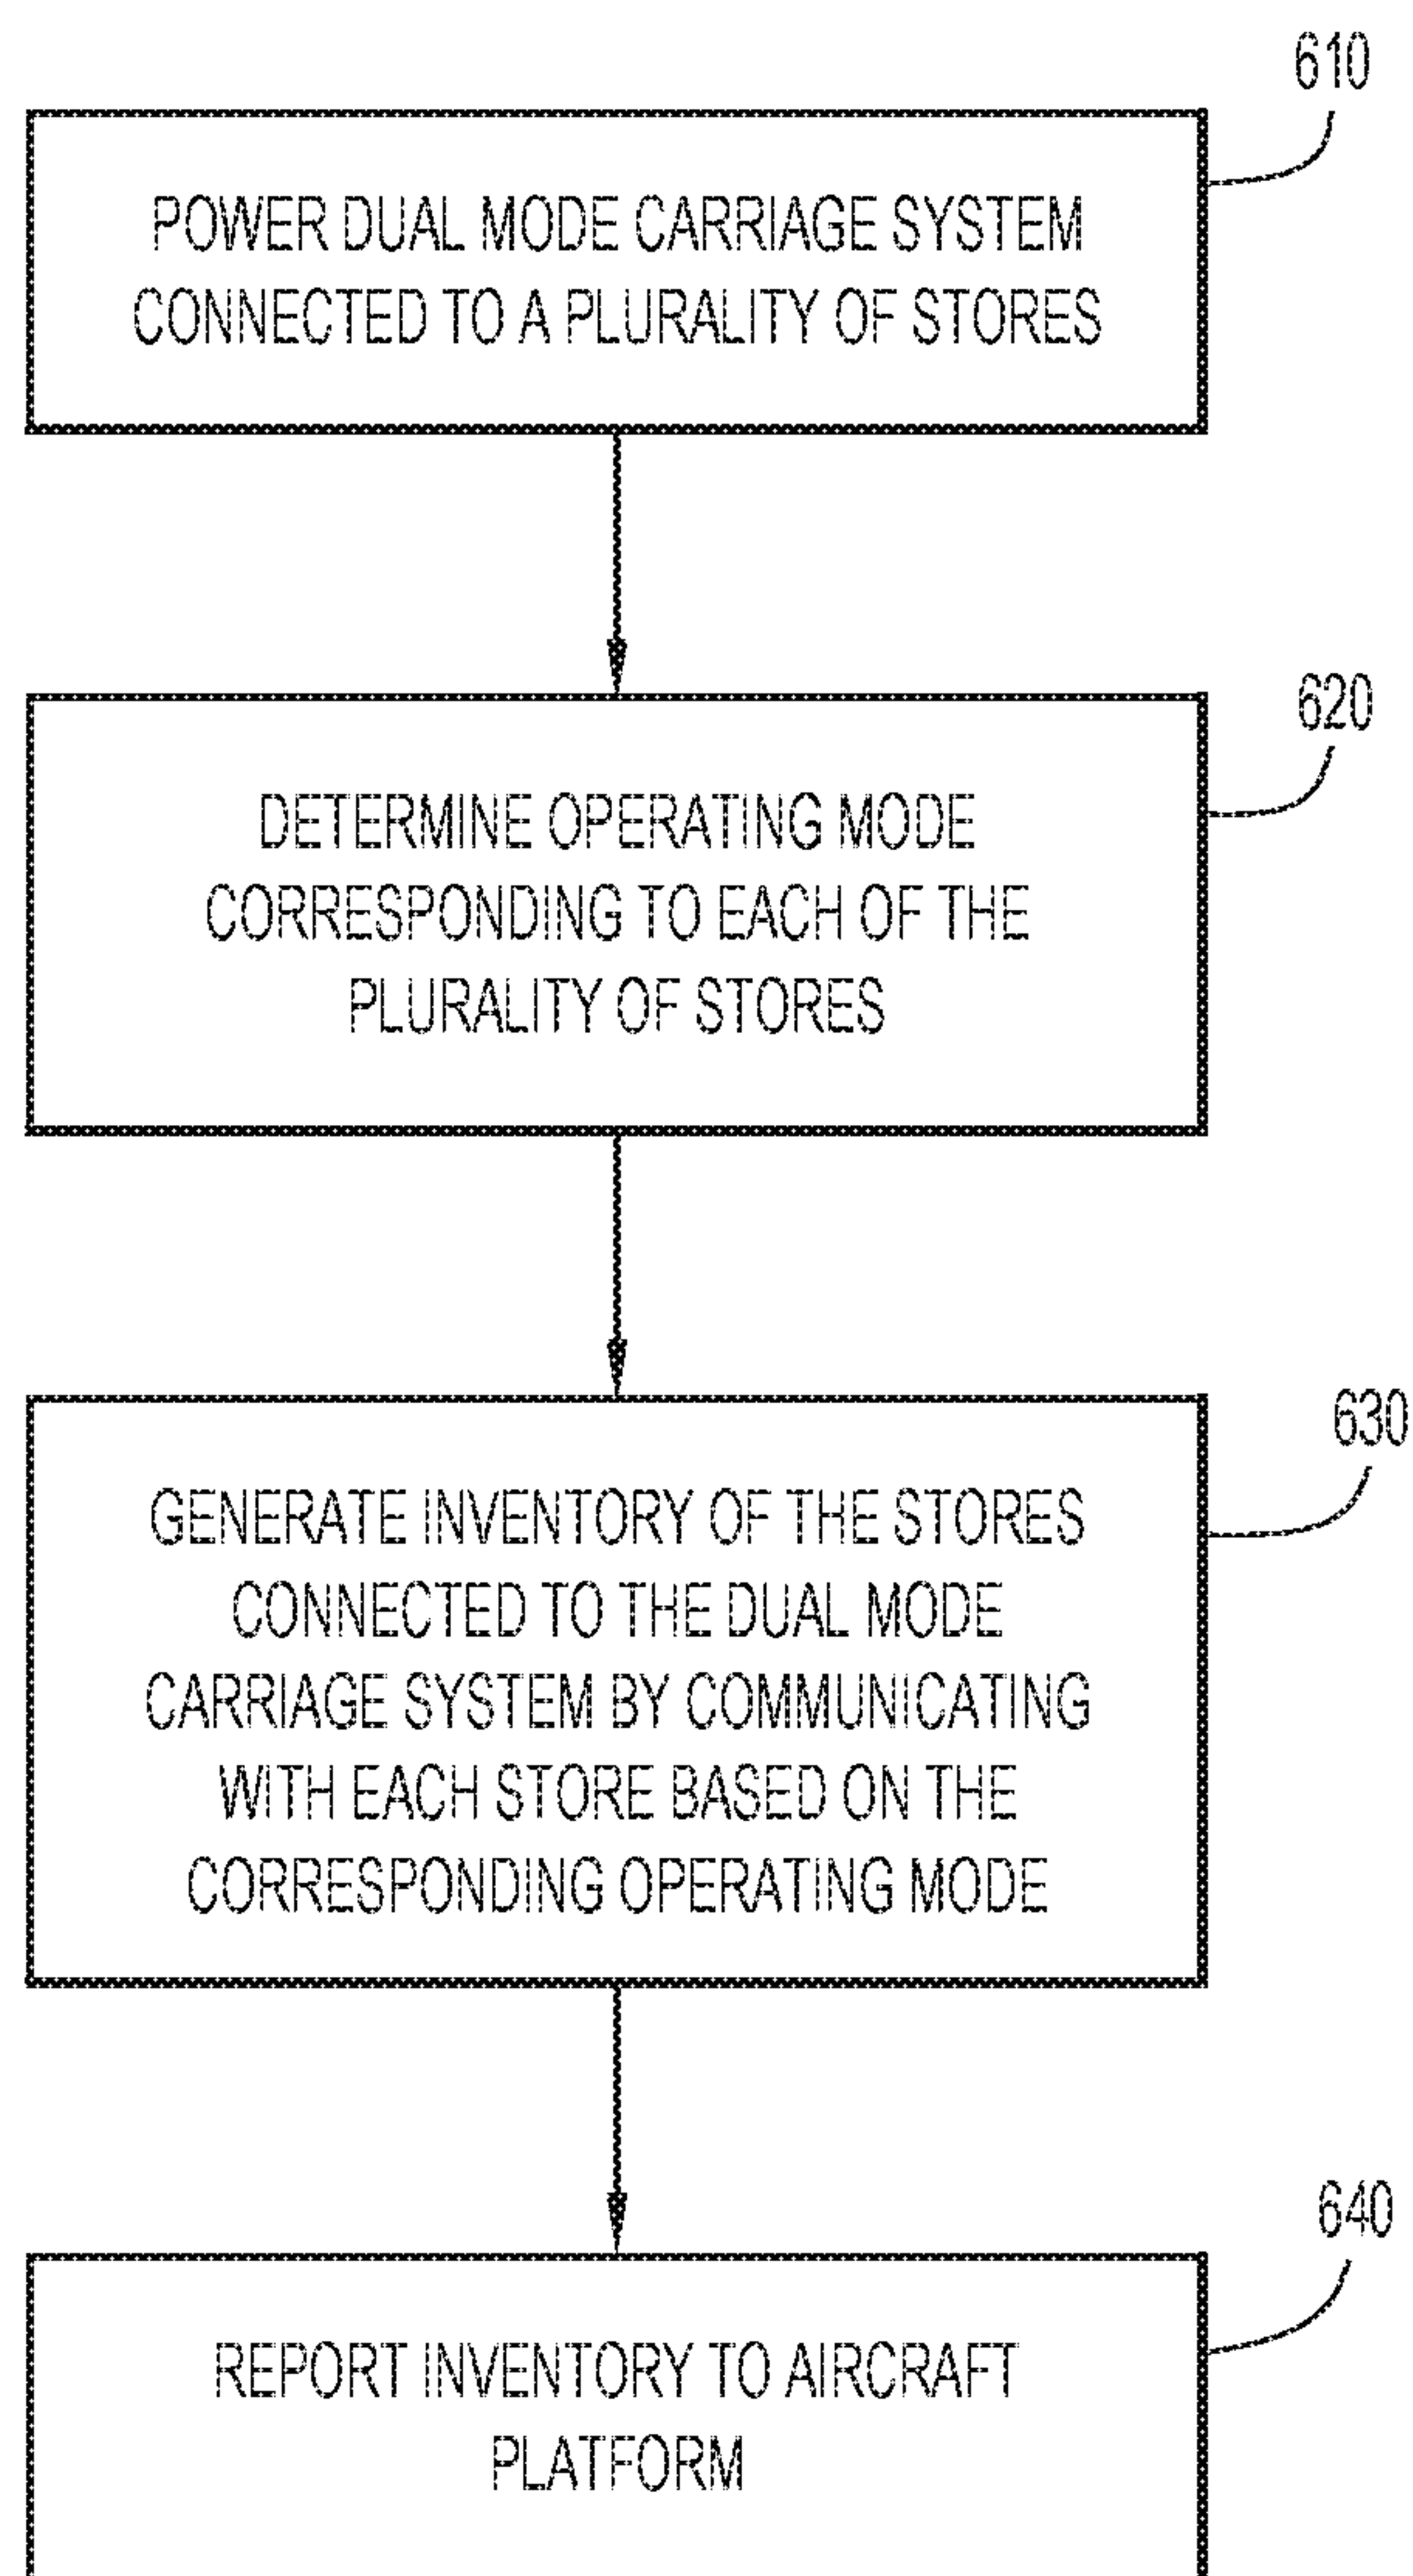 610
POWER DUAL MODE CARRIAGE SYSTEM
CONNECTED TO A PLURALITY OF STORES
620
DETERMINE OPERATING MODE
CORRESPONDING TO EACH OF THE
PLURALITY OF STORES
630
GENERATE INVENTORY OF THE STORES
CONNECTED TO THE DUAL MODE
CARRIAGE SYSTEM BY COMMUNICATING
WITH EACH STORE BASED ON THE
CORRESPONDING OPERATING MODE
640
REPORT INVENTORY TO AIRCRAFT
PLATFORM